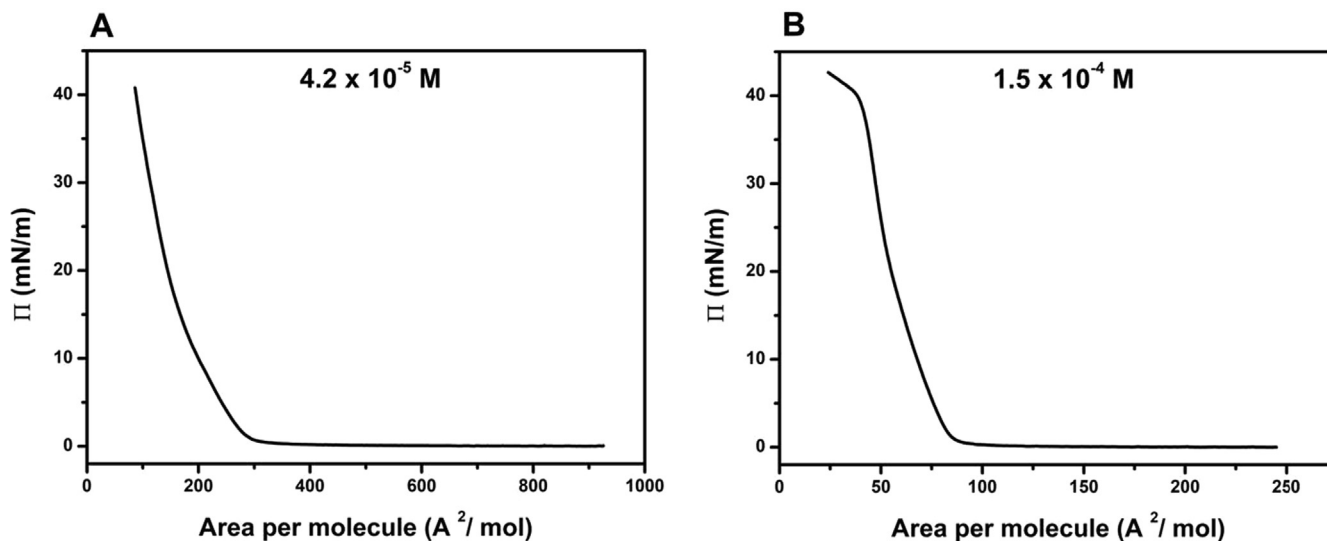 A
4.2 x 10⁻⁵ M
40
30
20
10
0
Π (mN/m)
0 200 400 600 800 1000
Area per molecule (A ²/ mol)
B
1.5 x 10⁻⁴ M
40
30
20
10
0
Π (mN/m)
0 50 100 150 200 250
Area per molecule (A ²/ mol)